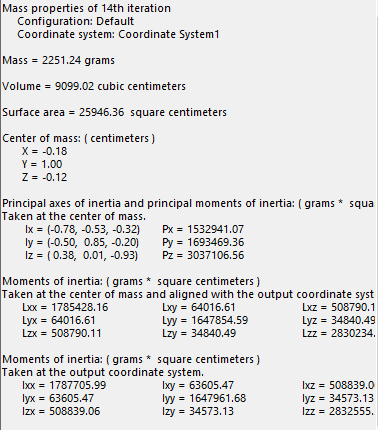 Mass properties of 14th iteration
Configuration: Default
Coordinate system: Coordinate System1
Mass = 2251.24 grams
Volume = 9099.02 cubic centimeters
Surface area = 25946.36 square centimeters
Center of mass: ( centimeters )
X = -0.18
Y = 1.00
Z = -0.12
Principal axes of inertia and principal moments of inertia: ( grams * squa
Taken at the center of mass.
Ix = (-0.78, -0.53, -0.32) Px = 1532941.07
Iy = (-0.50, 0.85, -0.20) Py = 1693469.36
Iz = ( 0.38, 0.01, -0.93) Pz = 3037106.56
Moments of inertia: ( grams * square centimeters )
Taken at the center of mass and aligned with the output coordinate syst
Lxx = 1785428.16 Lxy = 64016.61 Lxz = 508790.1
Lyx = 64016.61 Lyy = 1647854.59 Lyz = 34840.49
Lzx = 508790.11 Lzy = 34840.49 Lzz = 2830234.
Moments of inertia: ( grams * square centimeters )
Taken at the output coordinate system.
Ixx = 1787705.99 Ixy = 63605.47 Ixz = 508839.0
Iyx = 63605.47 Iyy = 1647961.68 Iyz = 34573.13
Izx = 508839.06 Izy = 34573.13 Izz = 2832555.